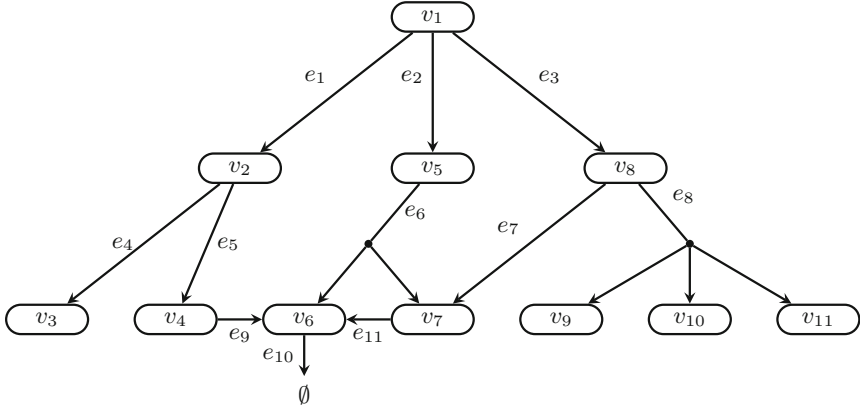 v₁
e₁ e₂ e₃
v₂ v₅ v₈
e₄ e₅ e₆ e₇ e₈
v₃ v₄ v₆ v₇ v₉ v₁₀ v₁₁
e₉ e₁₀ e₁₁
∅